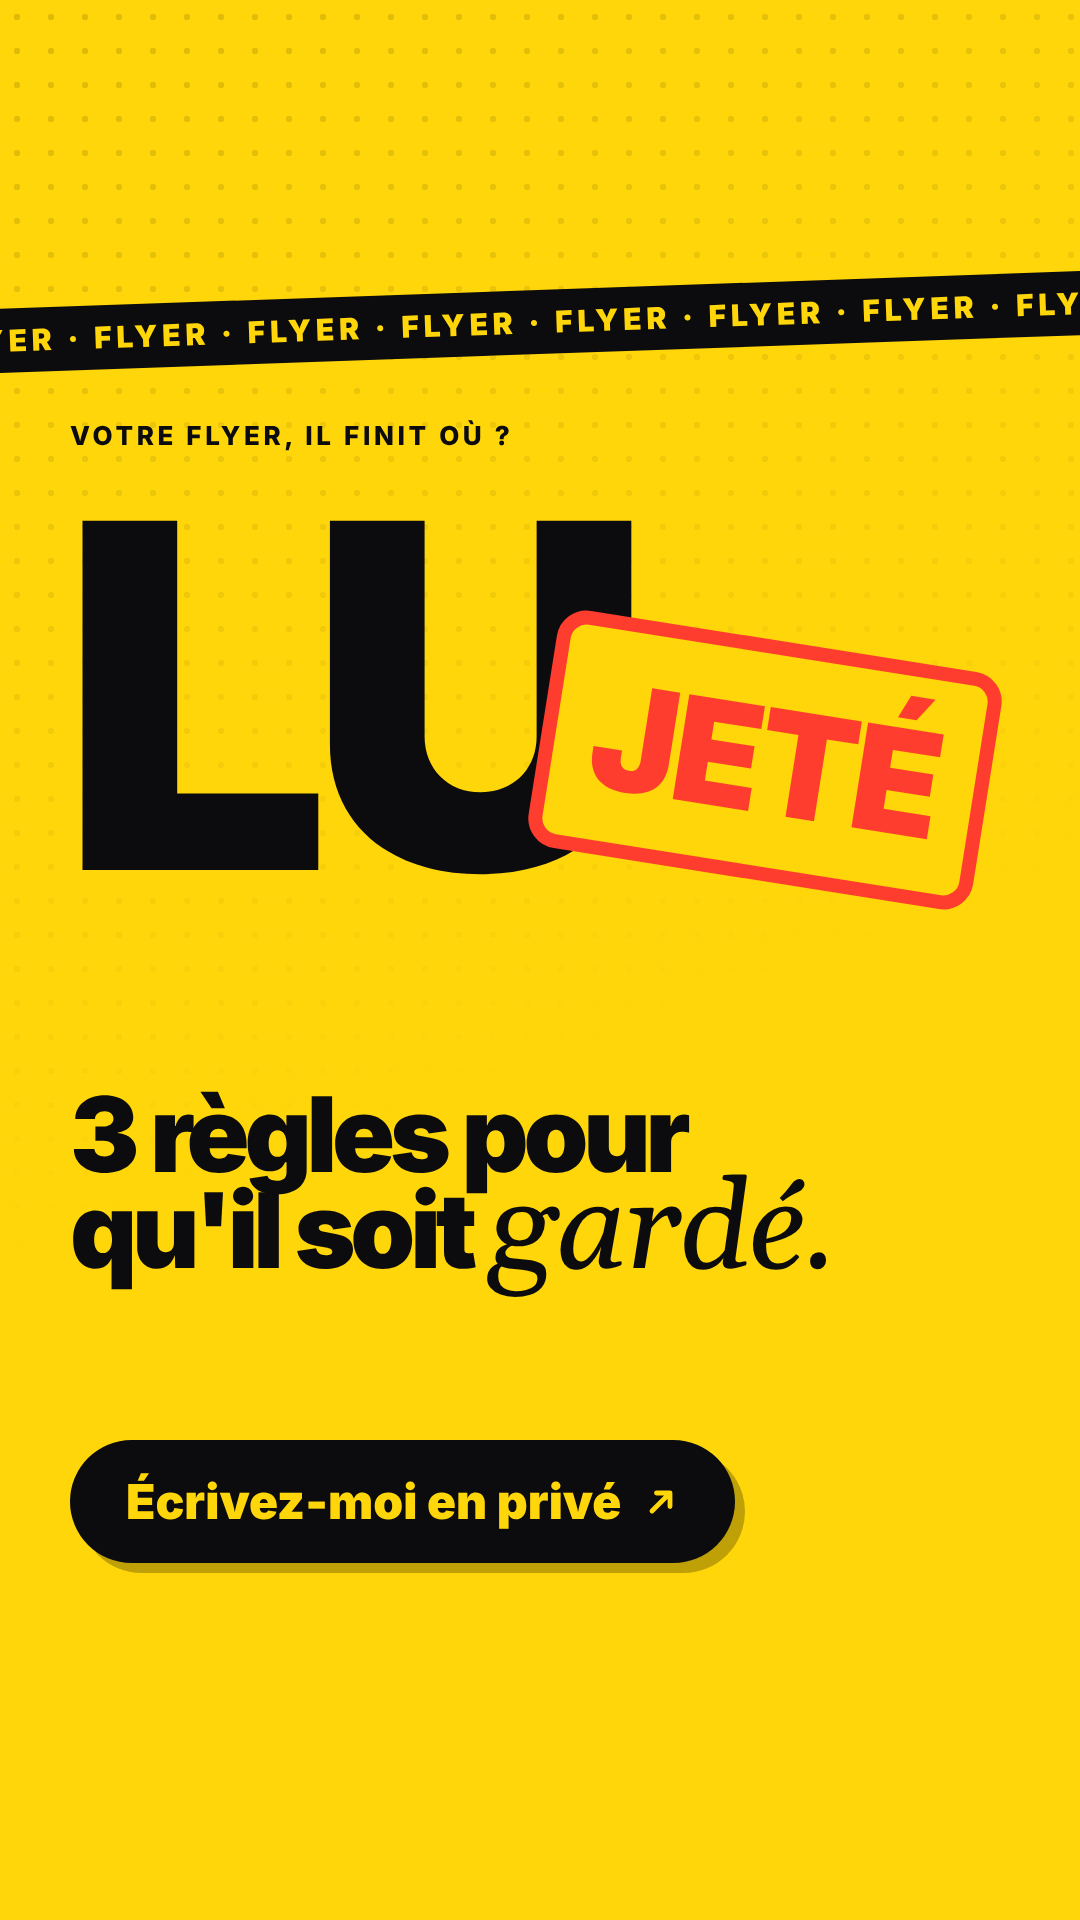 YER · FLYER · FLYER · FLYER · FLYER · FLYER · FLYER · FLY
VOTRE FLYER, IL FINIT OÙ ?
LU
JETÉ
3 règles pour
qu'il soit gardé.
Écrivez-moi en privé ↗